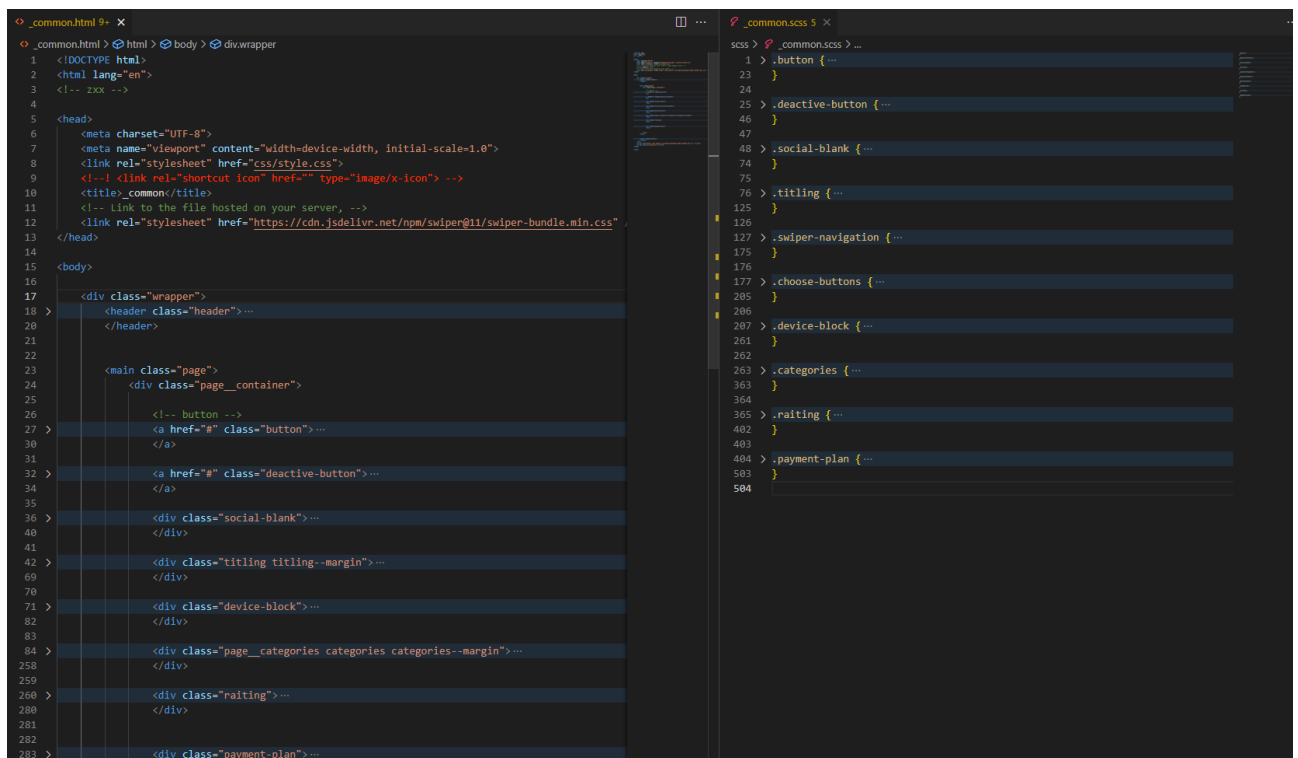 _common.html 9+ ×
_common.html > html > body > div.wrapper
1 <!DOCTYPE html>
2 <html lang="en">
3 <!-- zxx -->
4
5 <head>
6 <meta charset="UTF-8">
7 <meta name="viewport" content="width=device-width, initial-scale=1.0">
8 <link rel="stylesheet" href="css/style.css">
9 <!--! <link rel="shortcut icon" href="" type="image/x-icon"> -->
10 <title>_common</title>
11 <!-- Link to the file hosted on your server, -->
12 <link rel="stylesheet" href="https://cdn.jsdelivr.net/npm/swiper@11/swiper-bundle.min.css" /
13 </head>
14
15 <body>
16
17 <div class="wrapper">
18 > <header class="header">···
20 </header>
21
22
23 <main class="page">
24 <div class="page__container">
25
26 <!-- button -->
27 > <a href="#" class="button">···
30 </a>
31
32 > <a href="#" class="deactive-button">···
34 </a>
35
36 > <div class="social-blank">···
40 </div>
41
42 > <div class="titling titling--margin">···
69 </div>
70
71 > <div class="device-block">···
82 </div>
83
84 > <div class="page__categories categories categories--margin">···
258 </div>
259
260 > <div class="raiting">···
280 </div>
281
282
283 > <div class="payment-plan">···
_common.scss 5 ×
scss > _common.scss > ...
1 > .button {···
23 }
24
25 > .deactive-button {···
46 }
47
48 > .social-blank {···
74 }
75
76 > .titling {···
125 }
126
127 > .swiper-navigation {···
175 }
176
177 > .choose-buttons {···
205 }
206
207 > .device-block {···
261 }
262
263 > .categories {···
363 }
364
365 > .raiting {···
402 }
403
404 > .payment-plan {···
503 }
504